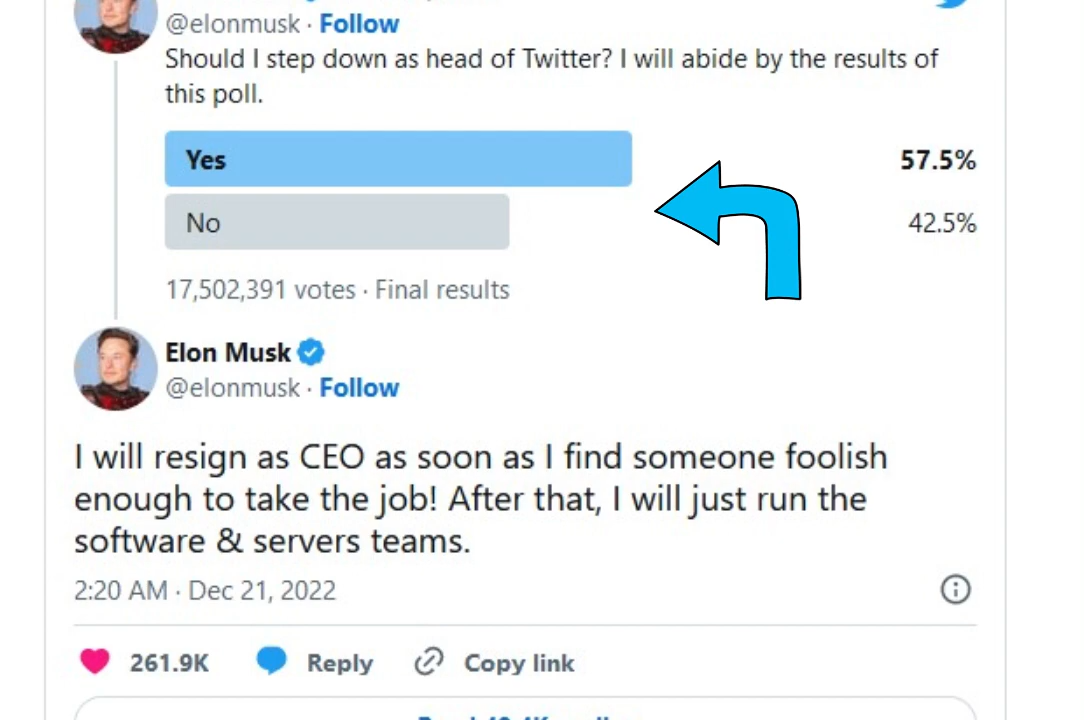 @elonmusk · Follow
Should I step down as head of Twitter? I will abide by the results of
this poll.
Yes 57.5%
No 42.5%
17,502,391 votes · Final results
Elon Musk
@elonmusk · Follow
I will resign as CEO as soon as I find someone foolish
enough to take the job! After that, I will just run the
software & servers teams.
2:20 AM · Dec 21, 2022
261.9K Reply Copy link